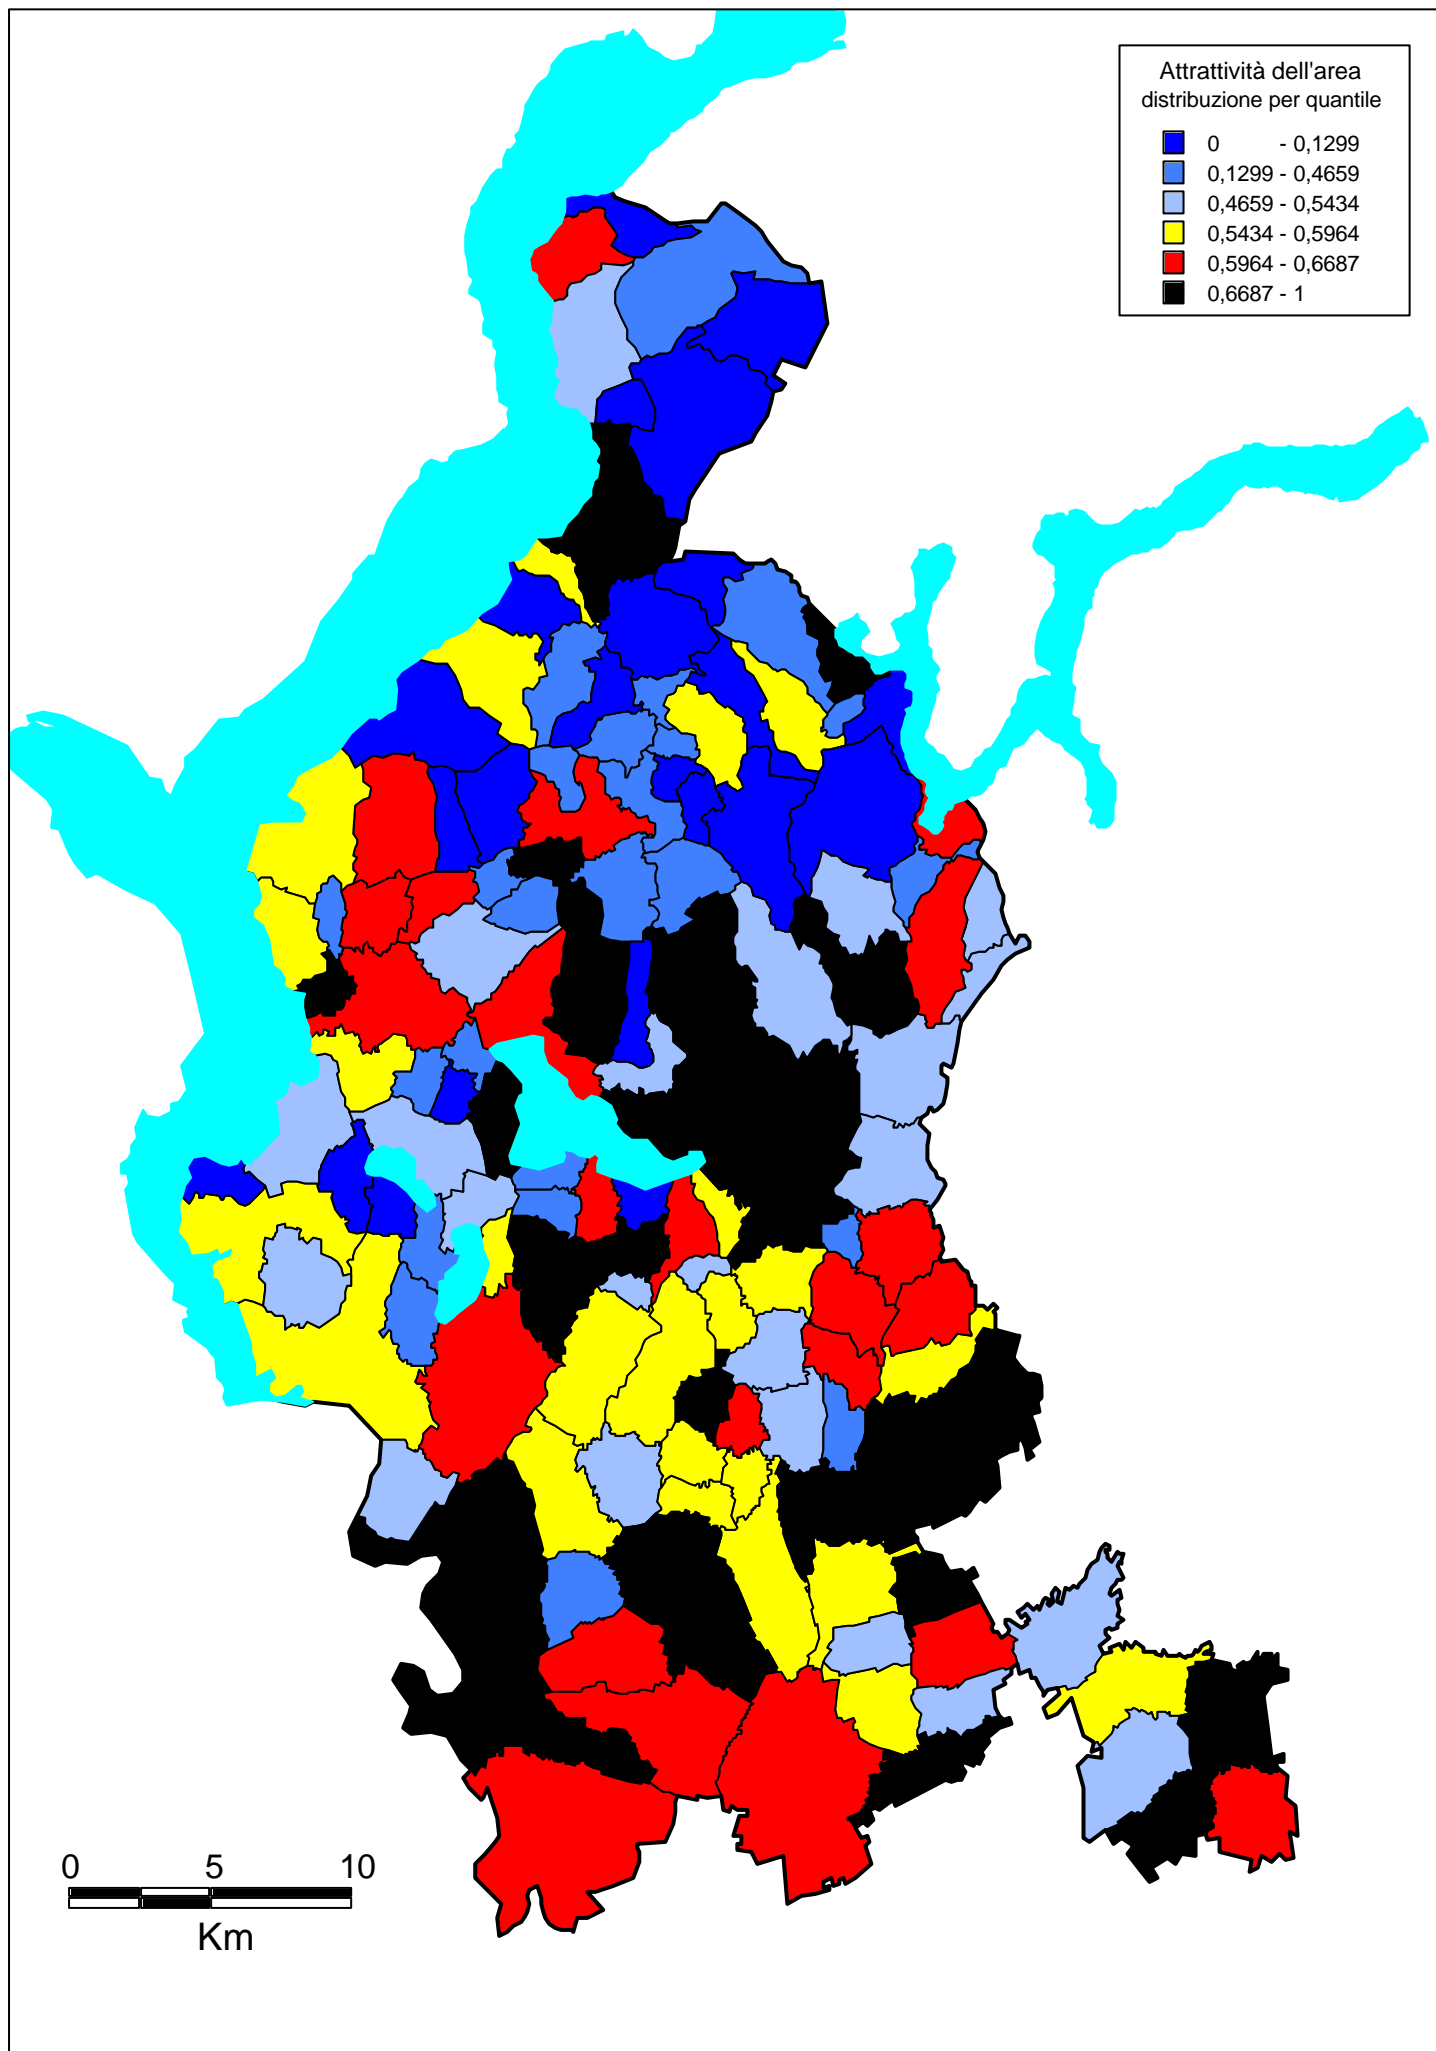 Attrattività dell'area
distribuzione per quantile
0 - 0,1299
0,1299 - 0,4659
0,4659 - 0,5434
0,5434 - 0,5964
0,5964 - 0,6687
0,6687 - 1
0 5 10
Km